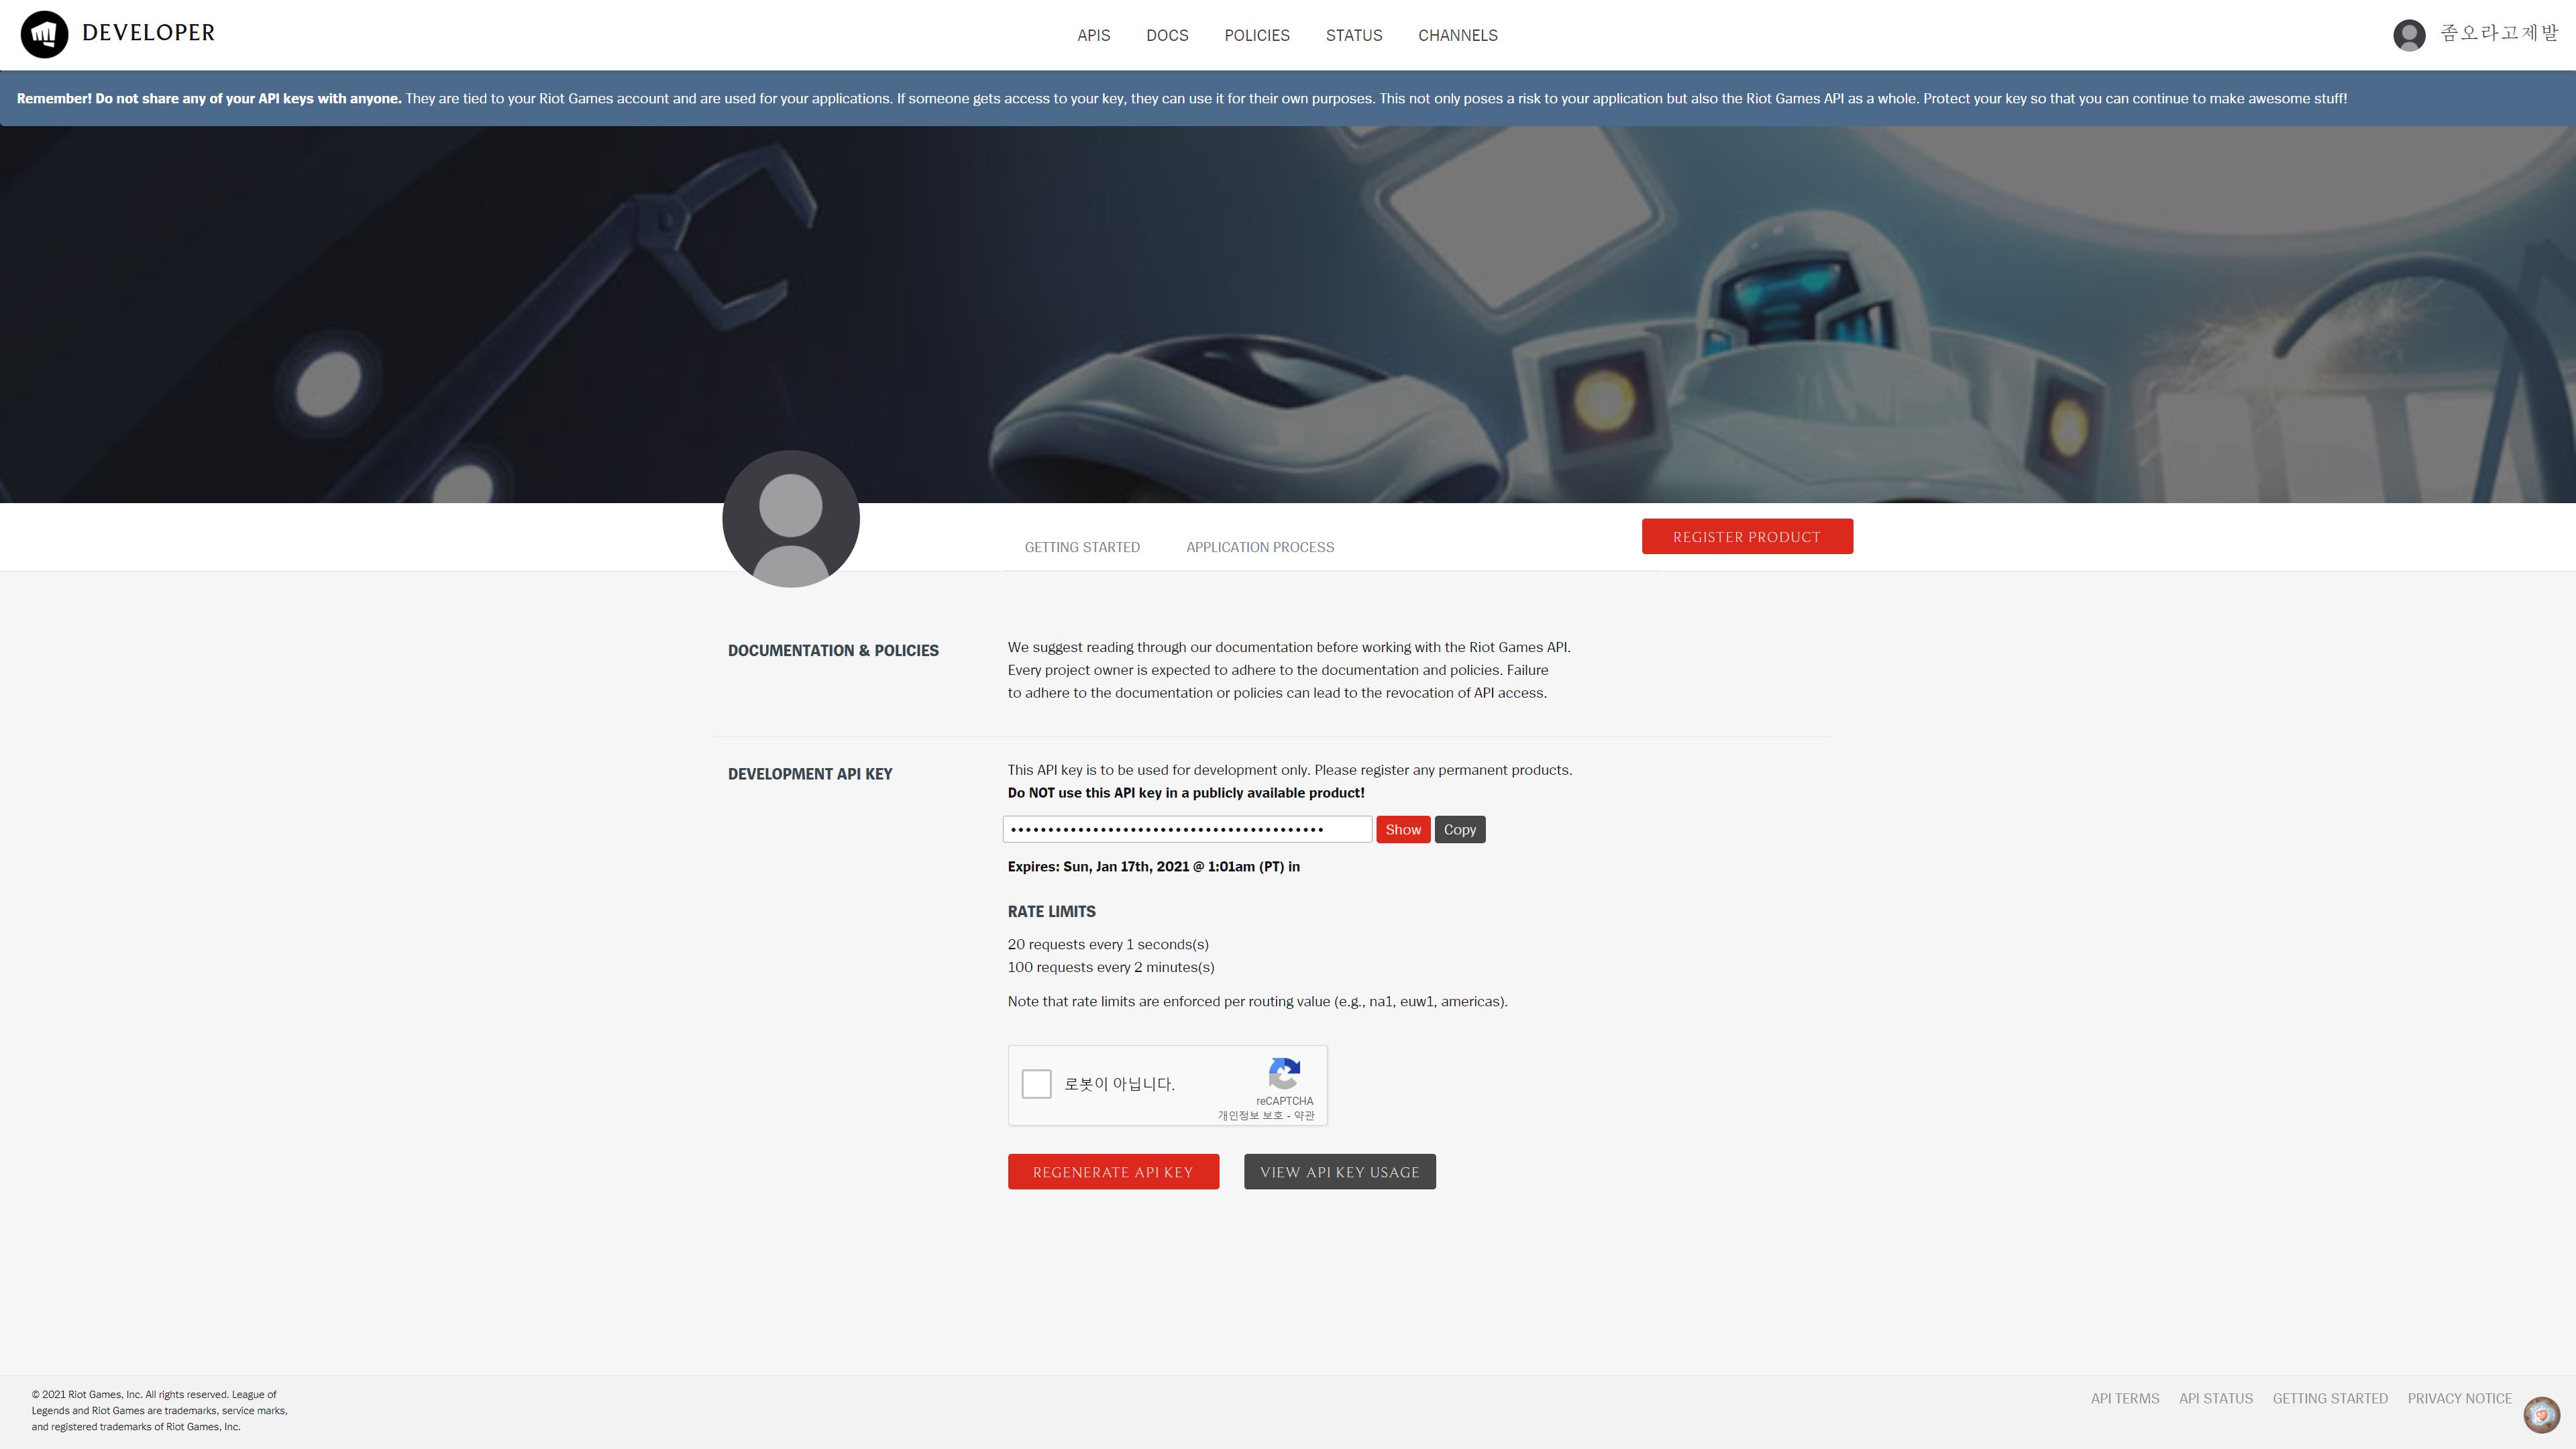 DEVELOPER
APIS DOCS POLICIES STATUS CHANNELS
좀오라고제발
Remember! Do not share any of your API keys with anyone. They are tied to your Riot Games account and are used for your applications. If someone gets access to your key, they can use it for their own purposes. This not only poses a risk to your application but also the Riot Games API as a whole. Protect your key so that you can continue to make awesome stuff!
GETTING STARTED APPLICATION PROCESS
REGISTER PRODUCT
DOCUMENTATION & POLICIES
We suggest reading through our documentation before working with the Riot Games API.
Every project owner is expected to adhere to the documentation and policies. Failure
to adhere to the documentation or policies can lead to the revocation of API access.
DEVELOPMENT API KEY
This API key is to be used for development only. Please register any permanent products.
Do NOT use this API key in a publicly available product!
Show Copy
Expires: Sun, Jan 17th, 2021 @ 1:01am (PT) in
RATE LIMITS
20 requests every 1 seconds(s)
100 requests every 2 minutes(s)
Note that rate limits are enforced per routing value (e.g., na1, euw1, americas).
로봇이 아닙니다.
reCAPTCHA
개인정보 보호 - 약관
REGENERATE API KEY VIEW API KEY USAGE
© 2021 Riot Games, Inc. All rights reserved. League of
Legends and Riot Games are trademarks, service marks,
and registered trademarks of Riot Games, Inc.
API TERMS API STATUS GETTING STARTED PRIVACY NOTICE